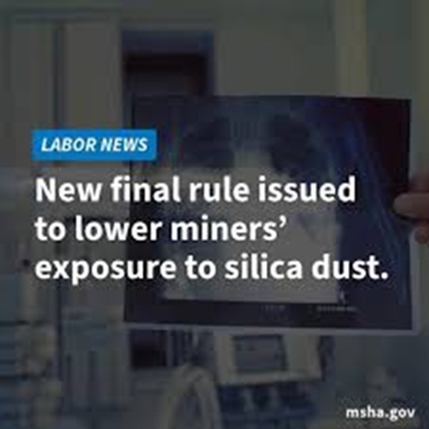 LABOR NEWS
New final rule issued
to lower miners’
exposure to silica dust.
msha.gov